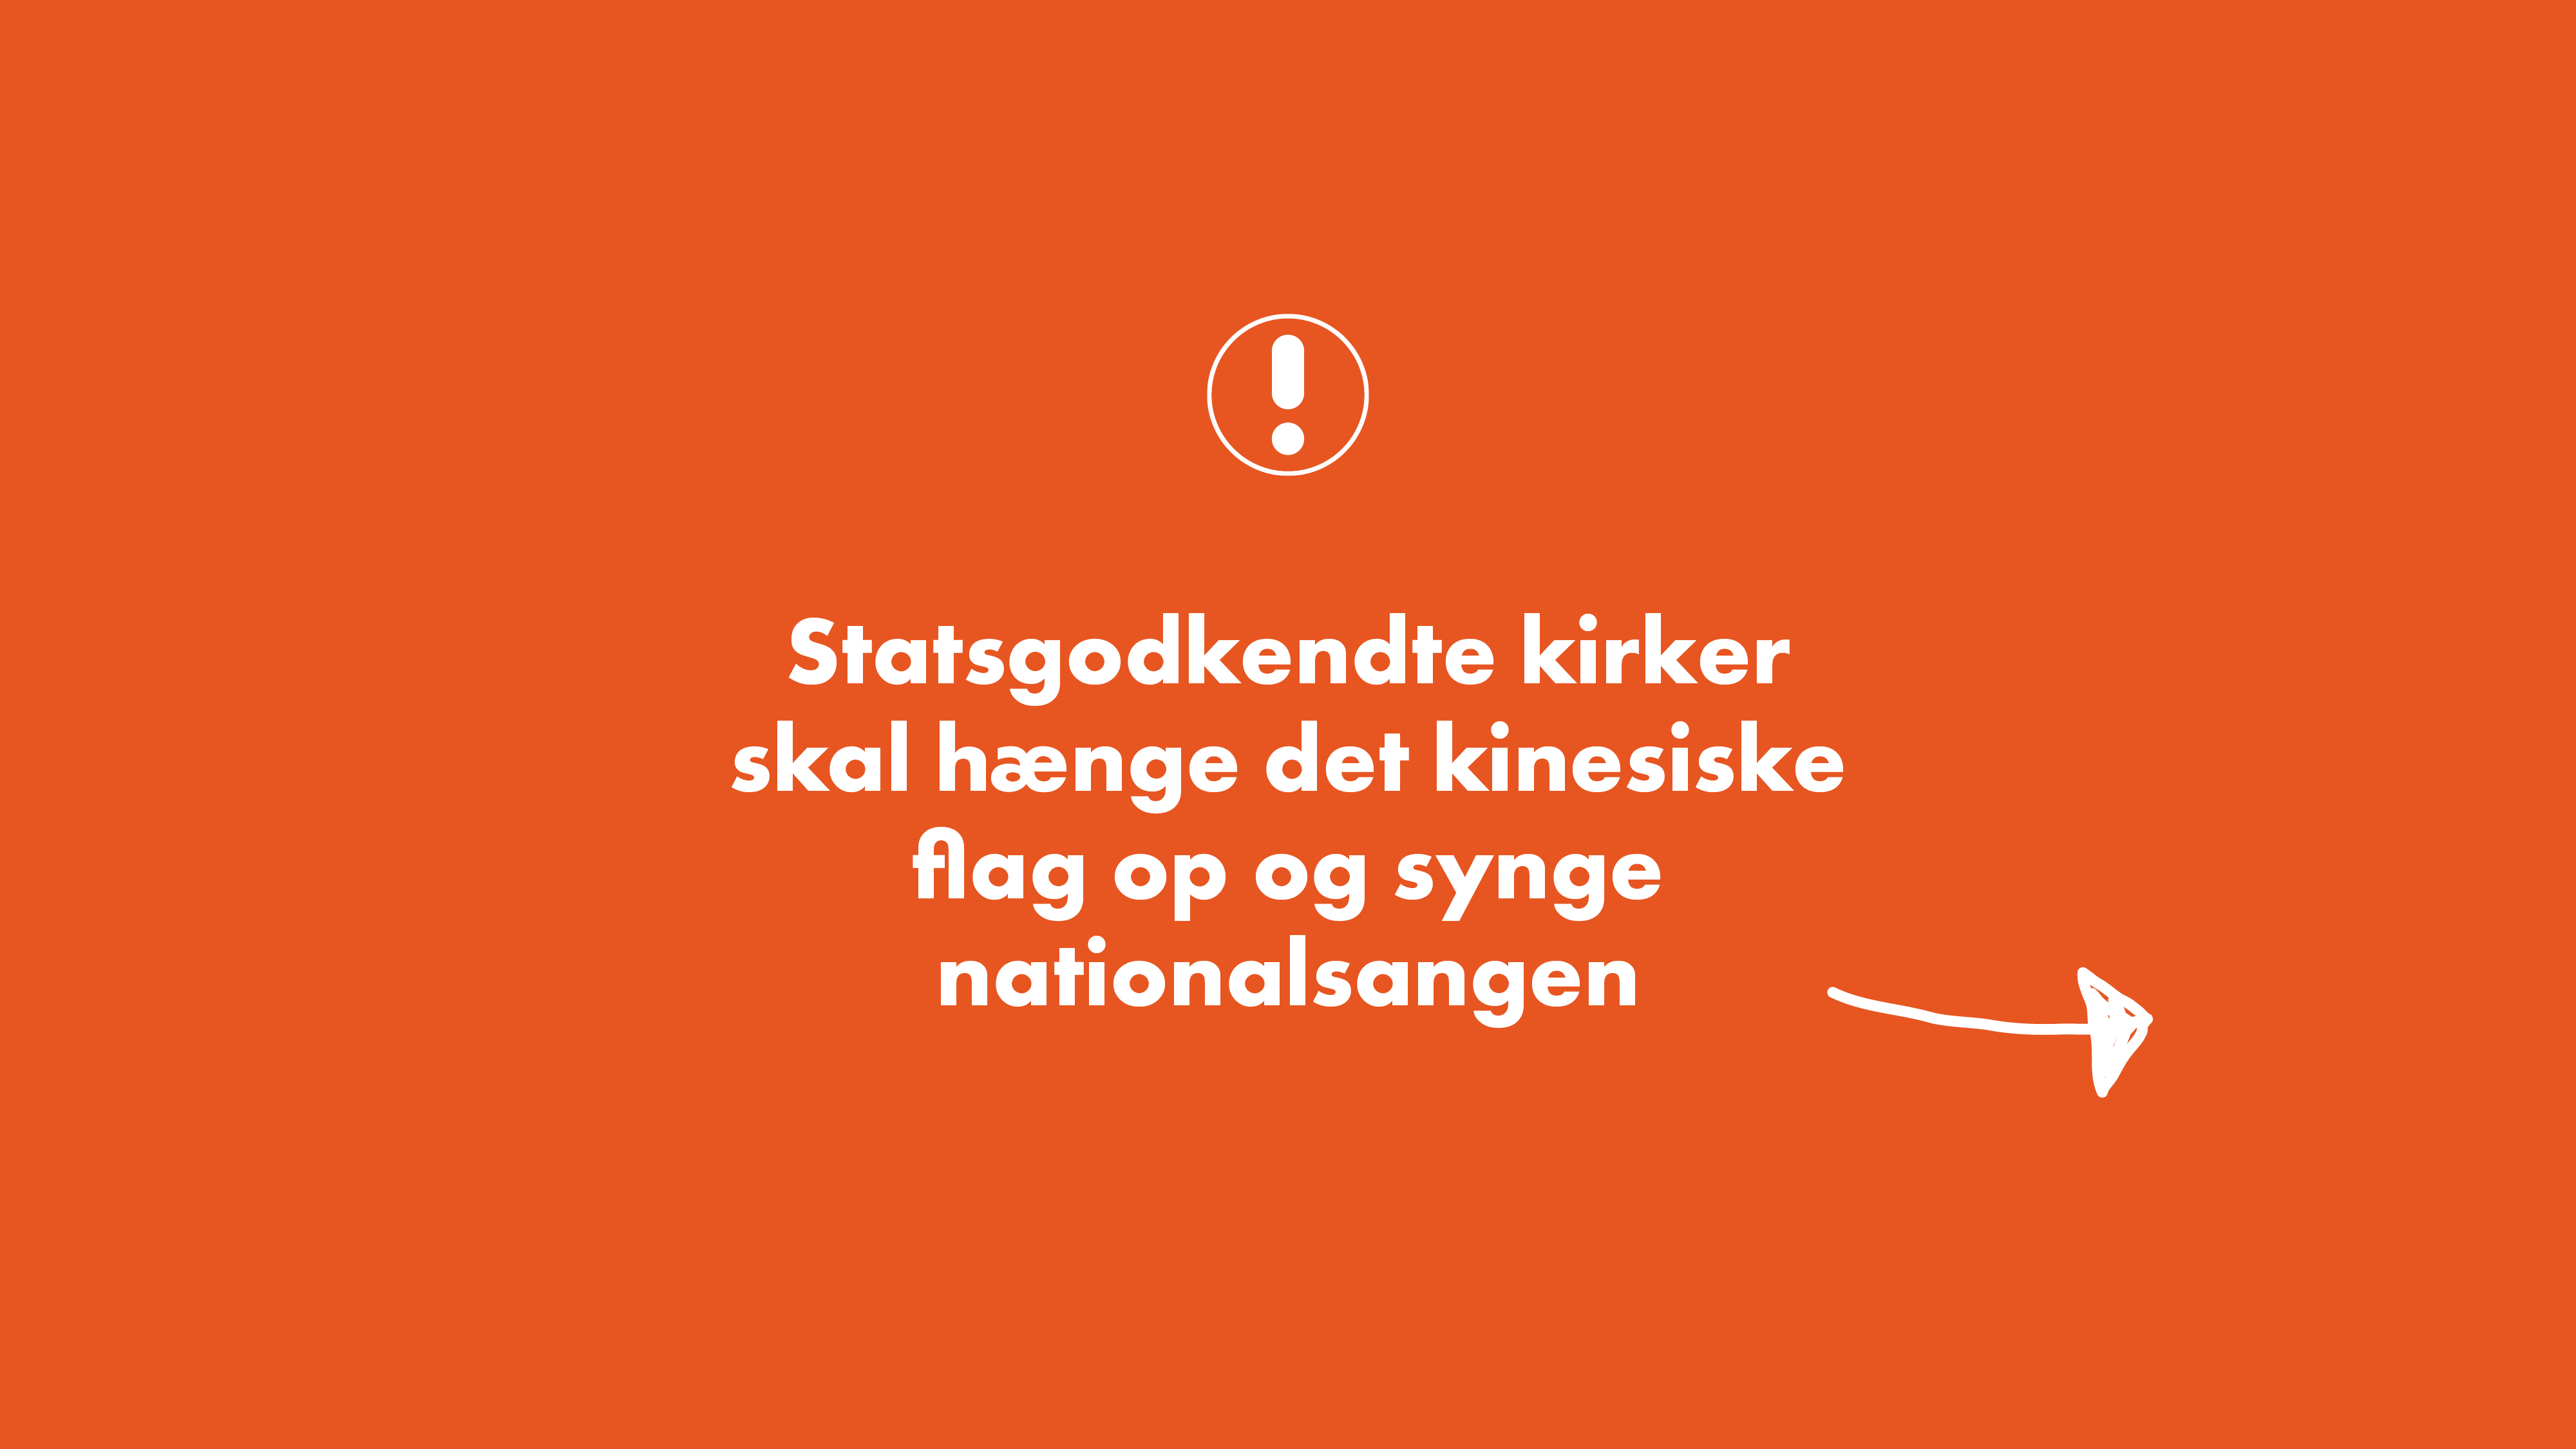 Statsgodkendte kirker
skal hænge det kinesiske
flag op og synge
nationalsangen